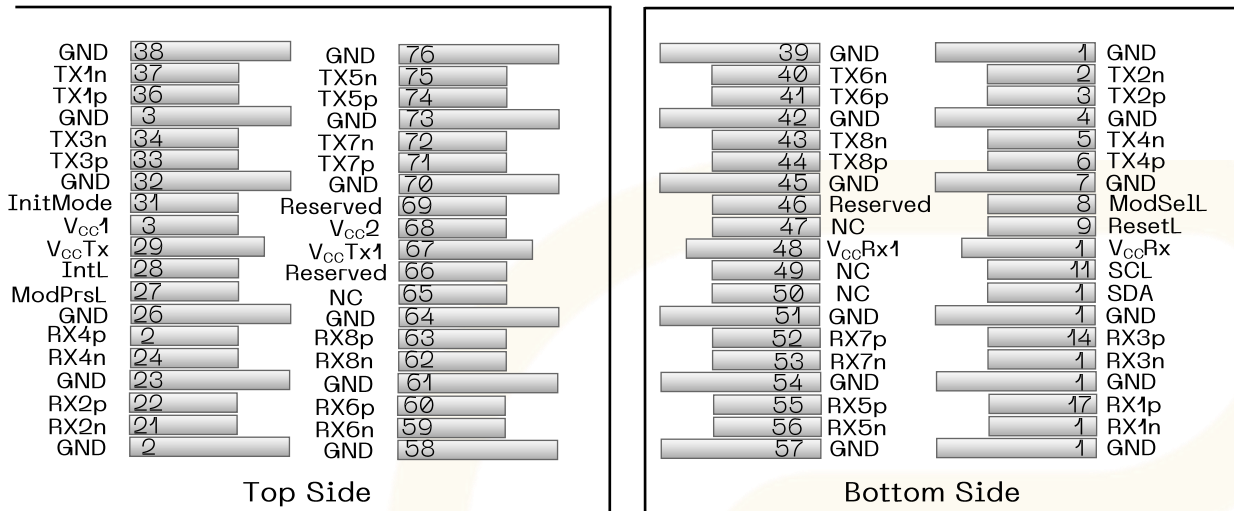 GND 38 GND 76 39 GND 1 GND
TX1n 37 TX5n 75 40 TX6n 2 TX2n
TX1p 36 TX5p 74 41 TX6p 3 TX2p
GND 3 GND 73 42 GND 4 GND
TX3n 34 TX7n 72 43 TX8n 5 TX4n
TX3p 33 TX7p 71 44 TX8p 6 TX4p
GND 32 GND 70 45 GND 7 GND
InitMode 31 Reserved 69 46 Reserved 8 ModSelL
Vcc1 3 Vcc2 68 47 NC 9 ResetL
VccTx 29 VccTx1 67 48 VccRx1 1 VccRx
IntL 28 Reserved 66 49 NC 11 SCL
ModPrsL 27 NC 65 50 NC 1 SDA
GND 26 GND 64 51 GND 1 GND
RX4p 2 RX8p 63 52 RX7p 14 RX3p
RX4n 24 RX8n 62 53 RX7n 1 RX3n
GND 23 GND 61 54 GND 1 GND
RX2p 22 RX6p 60 55 RX5p 17 RX1p
RX2n 21 RX6n 59 56 RX5n 1 RX1n
GND 2 GND 58 57 GND 1 GND
Top Side Bottom Side